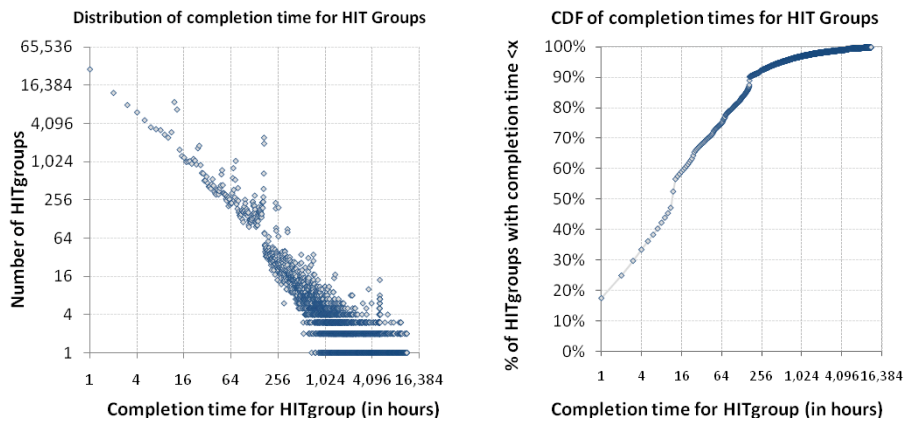 Distribution of completion time for HIT Groups
65,536
16,384
4,096
1,024
256
64
16
4
1
Number of HITgroups
1 4 16 64 256 1,024 4,096 16,384
Completion time for HITgroup (in hours)
CDF of completion times for HIT Groups
100%
90%
80%
70%
60%
50%
40%
30%
20%
10%
0%
% of HITgroups with completion time <x
1 4 16 64 256 1,024 4,096 16,384
Completion time for HITgroup (in hours)